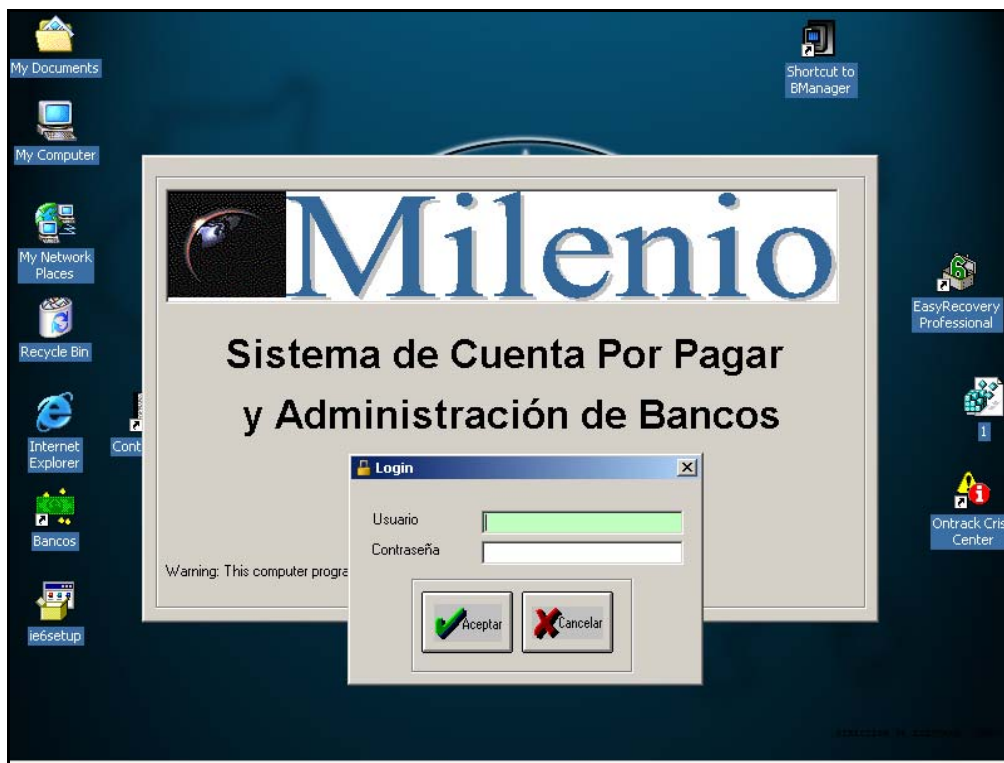 My Documents
Shortcut to
BManager
My Computer
Milenio
My Network
Places
EasyRecovery
Professional
Recycle Bin
Sistema de Cuenta Por Pagar
y Administración de Bancos
1
Internet
Explorer
Cont
Login
Usuario
Contraseña
Bancos
Ontrack Cris
Center
Warning: This computer progra
Aceptar
Cancelar
ie6setup